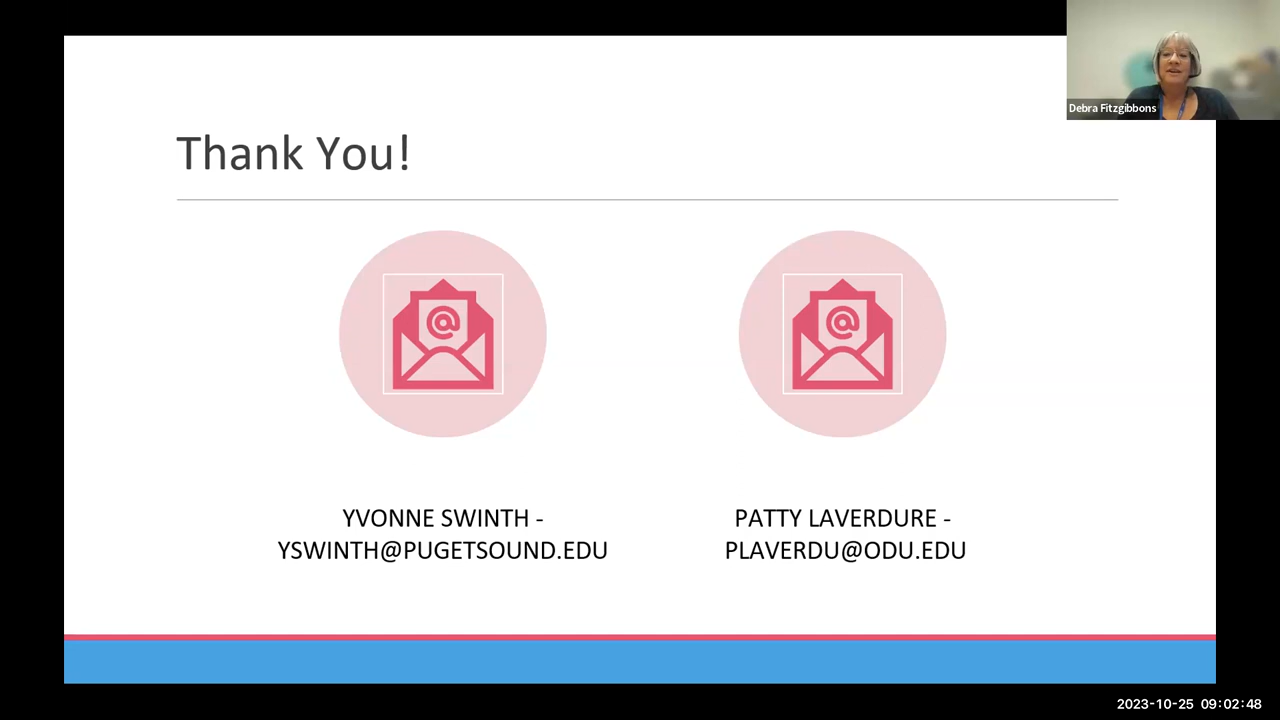 Debra Fitzgibbons
Thank You!
@
@
YVONNE SWINTH -
YSWINTH@PUGETSOUND.EDU
PATTY LAVERDURE -
PLAVERDU@ODU.EDU
2023-10-25 09:02:48